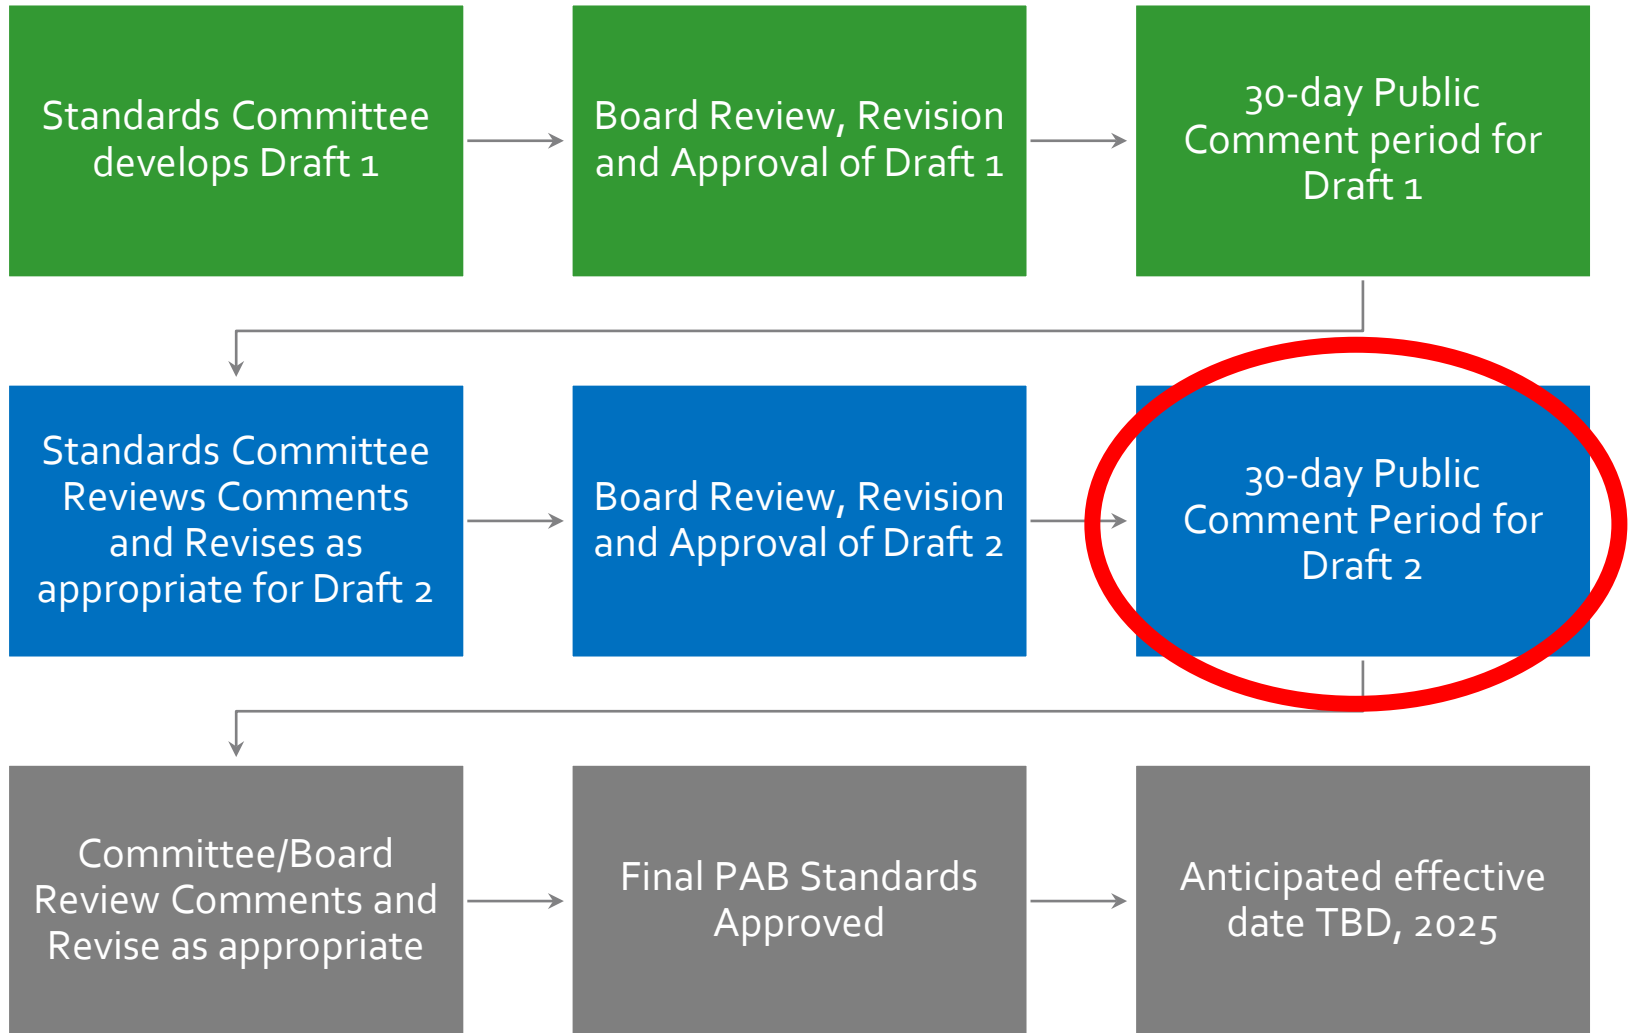 Standards Committee
develops Draft 1
Board Review, Revision
and Approval of Draft 1
30-day Public
Comment period for
Draft 1
Standards Committee
Reviews Comments
and Revises as
appropriate for Draft 2
Board Review, Revision
and Approval of Draft 2
30-day Public
Comment Period for
Draft 2
Committee/Board
Review Comments and
Revise as appropriate
Final PAB Standards
Approved
Anticipated effective
date TBD, 2025